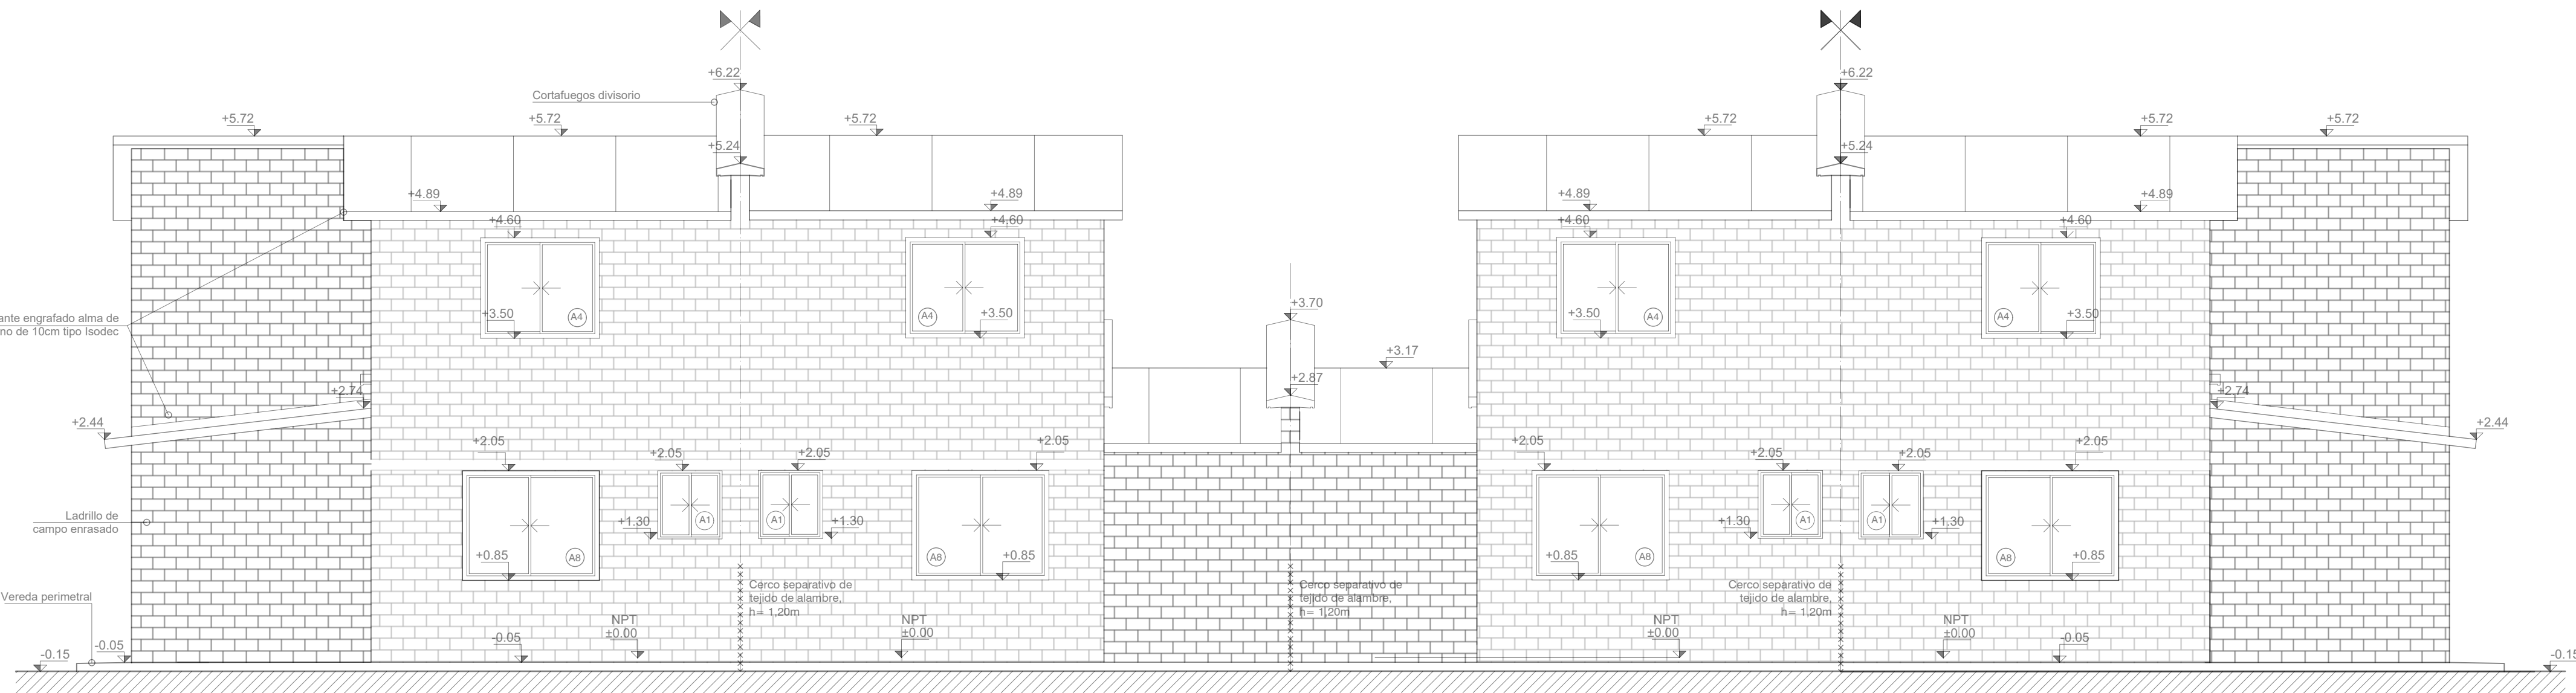 +6.22
+6.22
Cortafuegos divisorio
+5.72
+5.72
+5.72
+5.72
+5.72
+5.72
+5.24
+5.24
+4.89
+4.89
+4.89
+4.89
+4.60
+4.60
+4.60
+4.60
+3.50
A4
A4
+3.50
+3.50
A4
A4
+3.50
ante engrafado alma de
no de 10cm tipo Isodec
+3.70
+3.17
+2.87
+2.74
+2.74
+2.44
+2.44
+2.05
+2.05
+2.05
+2.05
+2.05
+2.05
+2.05
+2.05
Ladrillo de
campo enrasado
+1.30
A1
A1
+1.30
+1.30
A1
A1
+1.30
+0.85
A8
A8
+0.85
+0.85
A8
A8
+0.85
Vereda perimetral
Cerco separativo de
tejido de alambre,
h= 1,20m
Cerco separativo de
tejido de alambre,
h= 1,20m
Cerco separativo de
tejido de alambre,
h= 1,20m
NPT
±0.00
NPT
±0.00
NPT
±0.00
NPT
±0.00
-0.15
-0.05
-0.05
-0.05
-0.15